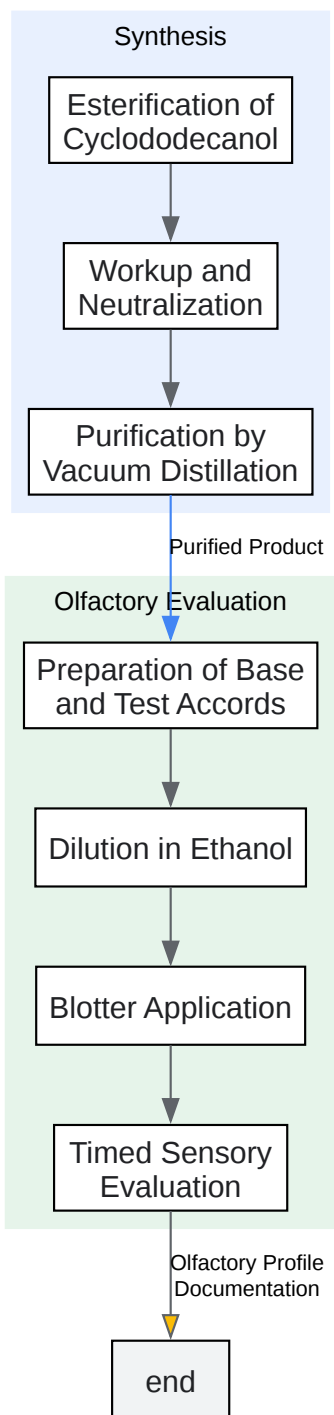 Synthesis
Esterification of
Cyclododecanol
Workup and
Neutralization
Purification by
Vacuum Distillation
Purified Product
Olfactory Evaluation
Preparation of Base
and Test Accords
Dilution in Ethanol
Blotter Application
Timed Sensory
Evaluation
Olfactory Profile
Documentation
end